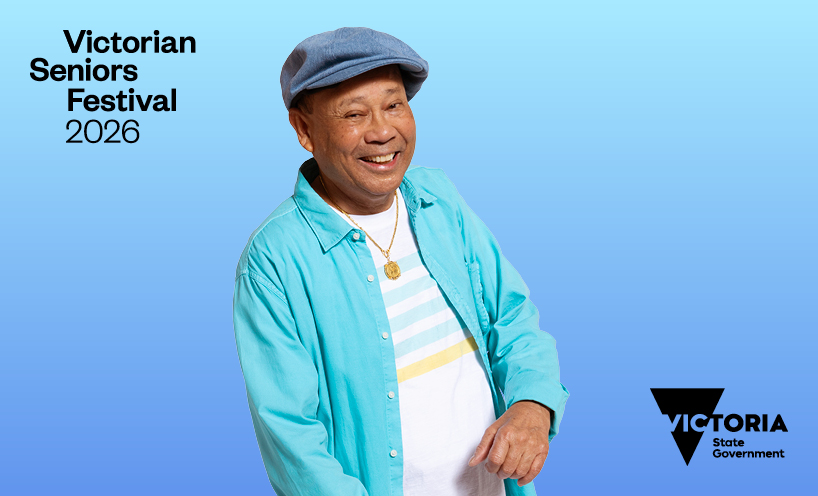 Victorian
Seniors
Festival
2026
VICTORIA
State
Government